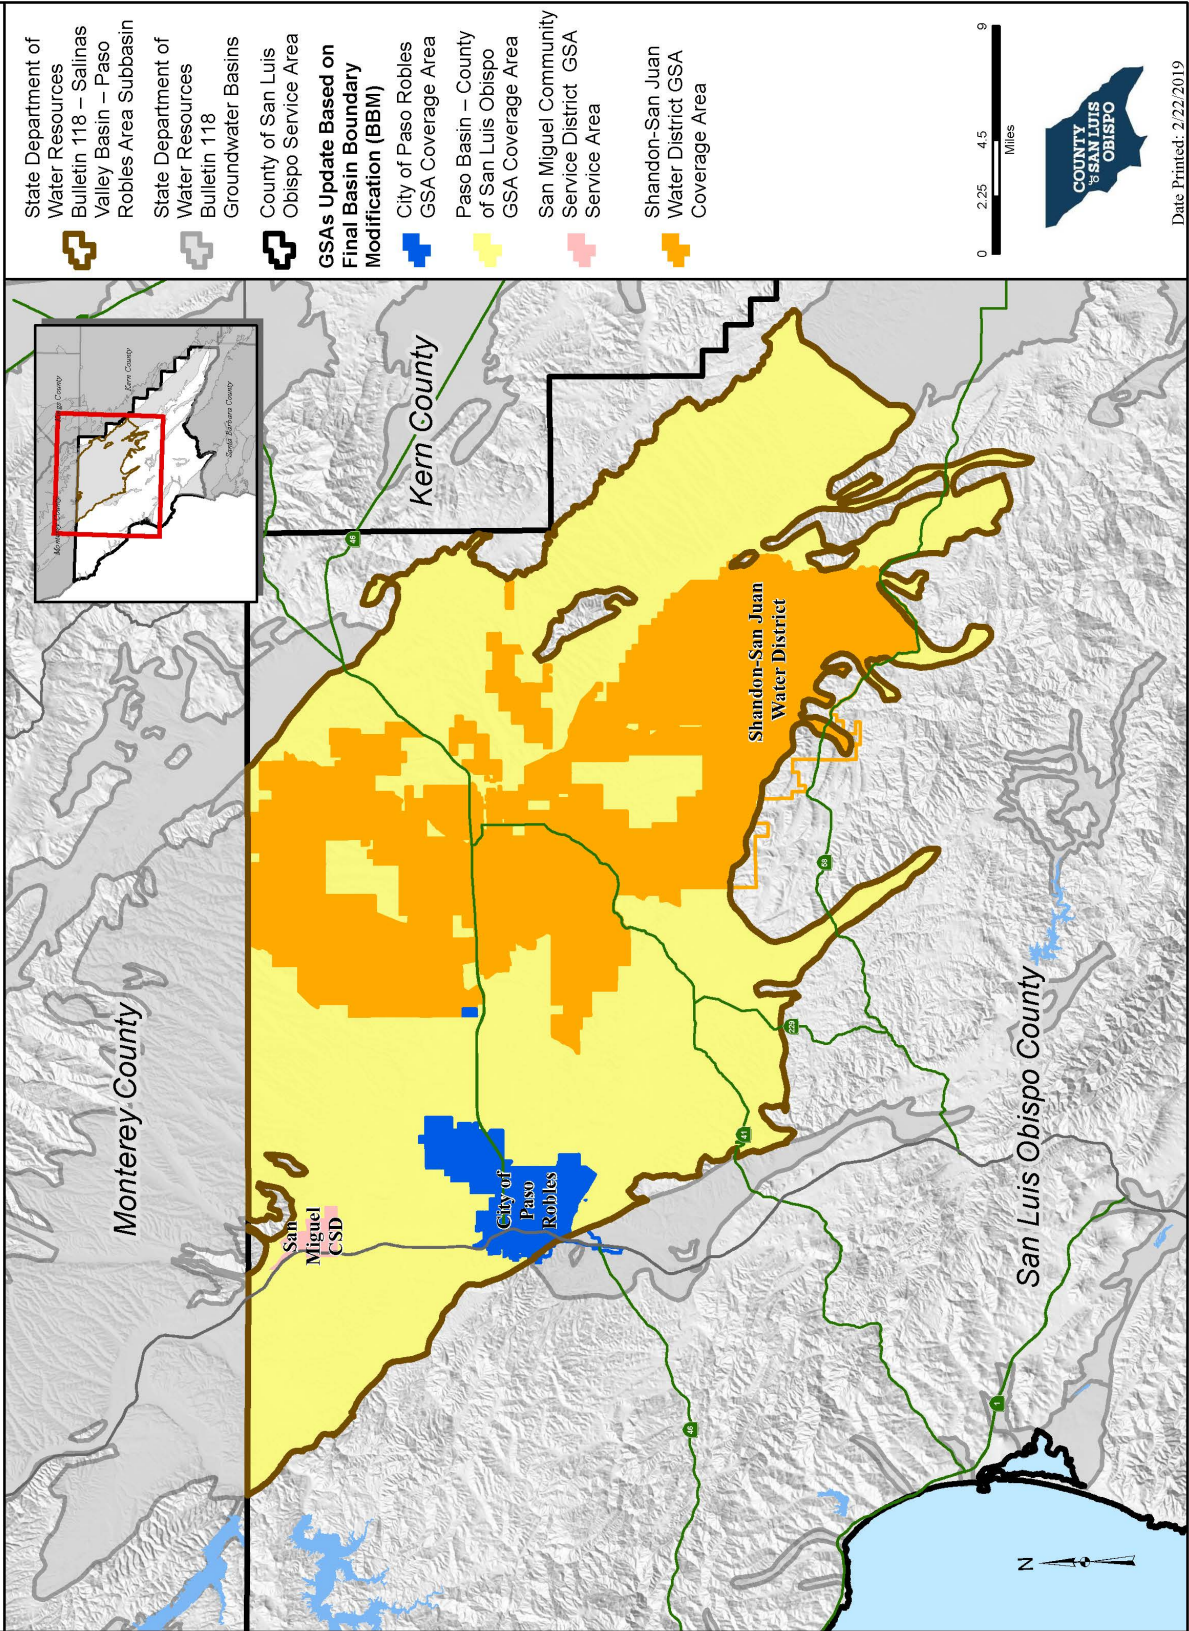 Monterey County
Kern County
San Luis Obispo County
San
Miguel
CSD
City of
Paso
Robles
Shandon-San Juan
Water District
46
46
41
229
58
1
N
Kern County
Santa Barbara County
State Department of
Water Resources
Bulletin 118 – Salinas
Valley Basin – Paso
Robles Area Subbasin
State Department of
Water Resources
Bulletin 118
Groundwater Basins
County of San Luis
Obispo Service Area
GSAs Update Based on
Final Basin Boundary
Modification (BBM)
City of Paso Robles
GSA Coverage Area
Paso Basin – County
of San Luis Obispo
GSA Coverage Area
San Miguel Community
Service District GSA
Service Area
Shandon-San Juan
Water District GSA
Coverage Area
0 2.25 4.5 9
Miles
COUNTY
OF SAN LUIS
OBISPO
Date Printed: 2/22/2019